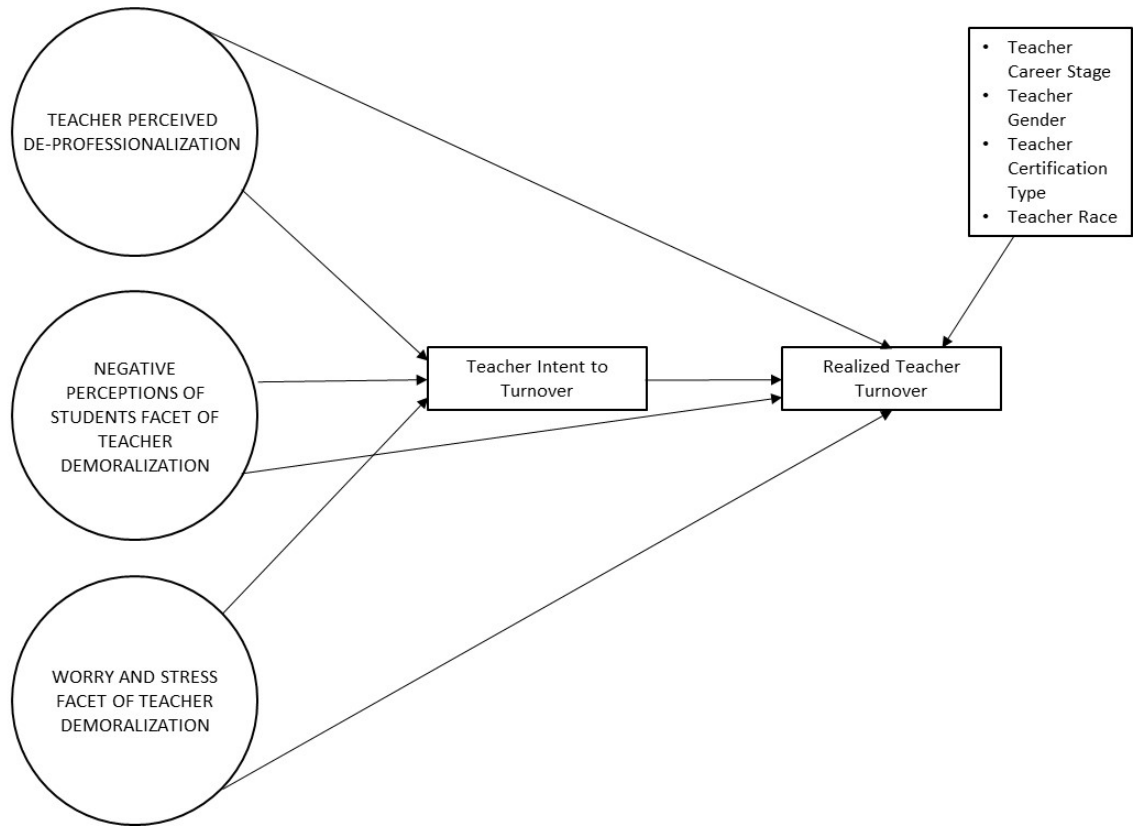 TEACHER PERCEIVED
DE-PROFESSIONALIZATION
NEGATIVE
PERCEPTIONS OF
STUDENTS FACET OF
TEACHER
DEMORALIZATION
WORRY AND STRESS
FACET OF TEACHER
DEMORALIZATION
Teacher Intent to
Turnover
Realized Teacher
Turnover
• Teacher
Career Stage
• Teacher
Gender
• Teacher
Certification
Type
• Teacher Race